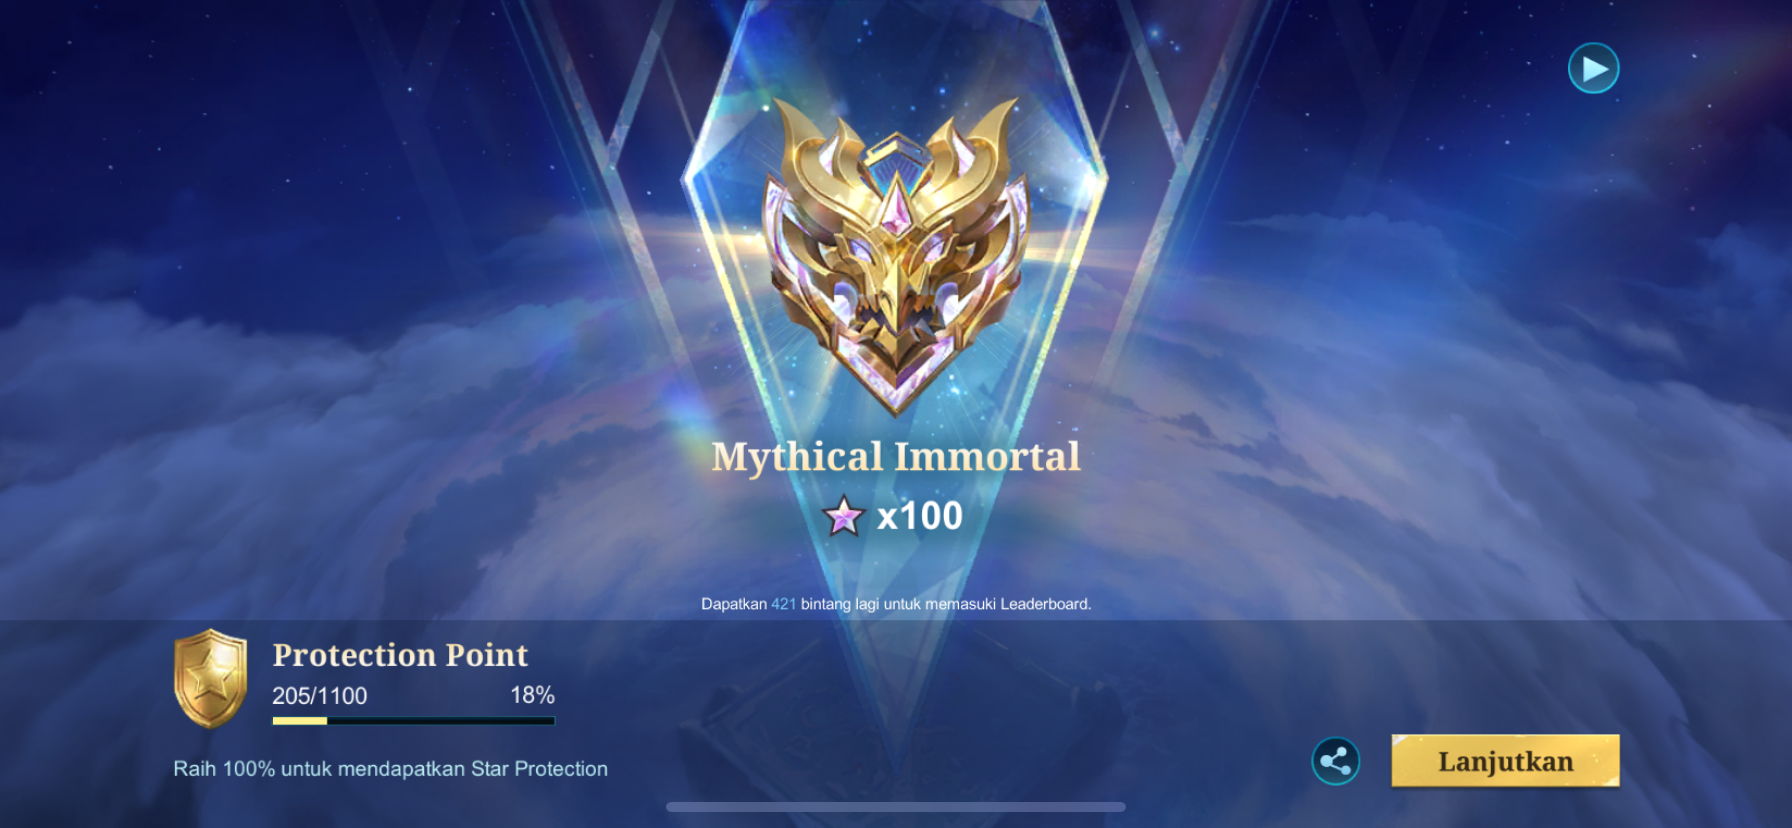 Mythical Immortal
x100
Dapatkan 421 bintang lagi untuk memasuki Leaderboard.
Protection Point
205/1100 18%
Raih 100% untuk mendapatkan Star Protection
Lanjutkan